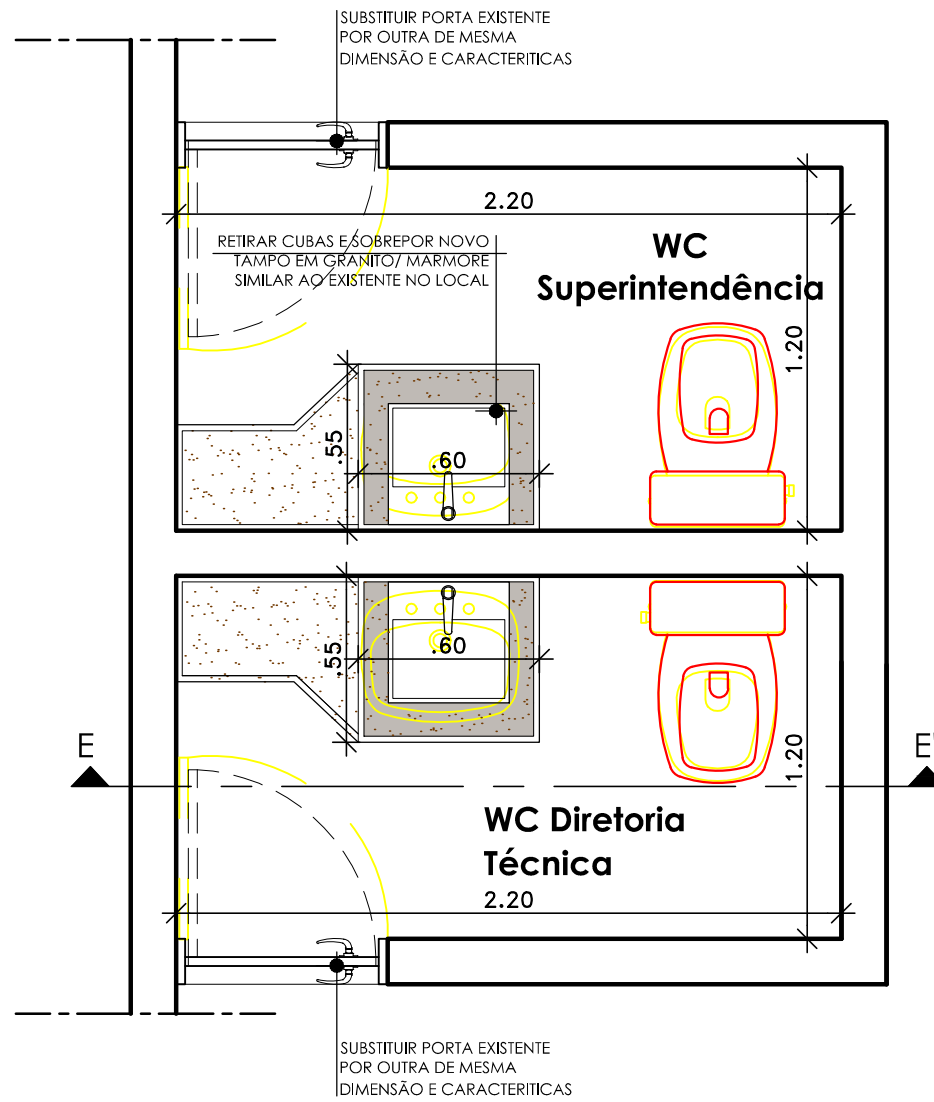 SUBSTITUIR PORTA EXISTENTE
POR OUTRA DE MESMA
DIMENSÃO E CARACTERITICAS
2.20
RETIRAR CUBAS E SOBREPOR NOVO
TAMPO EM GRANITO/ MARMORE
SIMILAR AO EXISTENTE NO LOCAL
WC
Superintendência
1.20
.55
.60
.55
.60
E
E'
1.20
WC Diretoria
Técnica
2.20
SUBSTITUIR PORTA EXISTENTE
POR OUTRA DE MESMA
DIMENSÃO E CARACTERITICAS